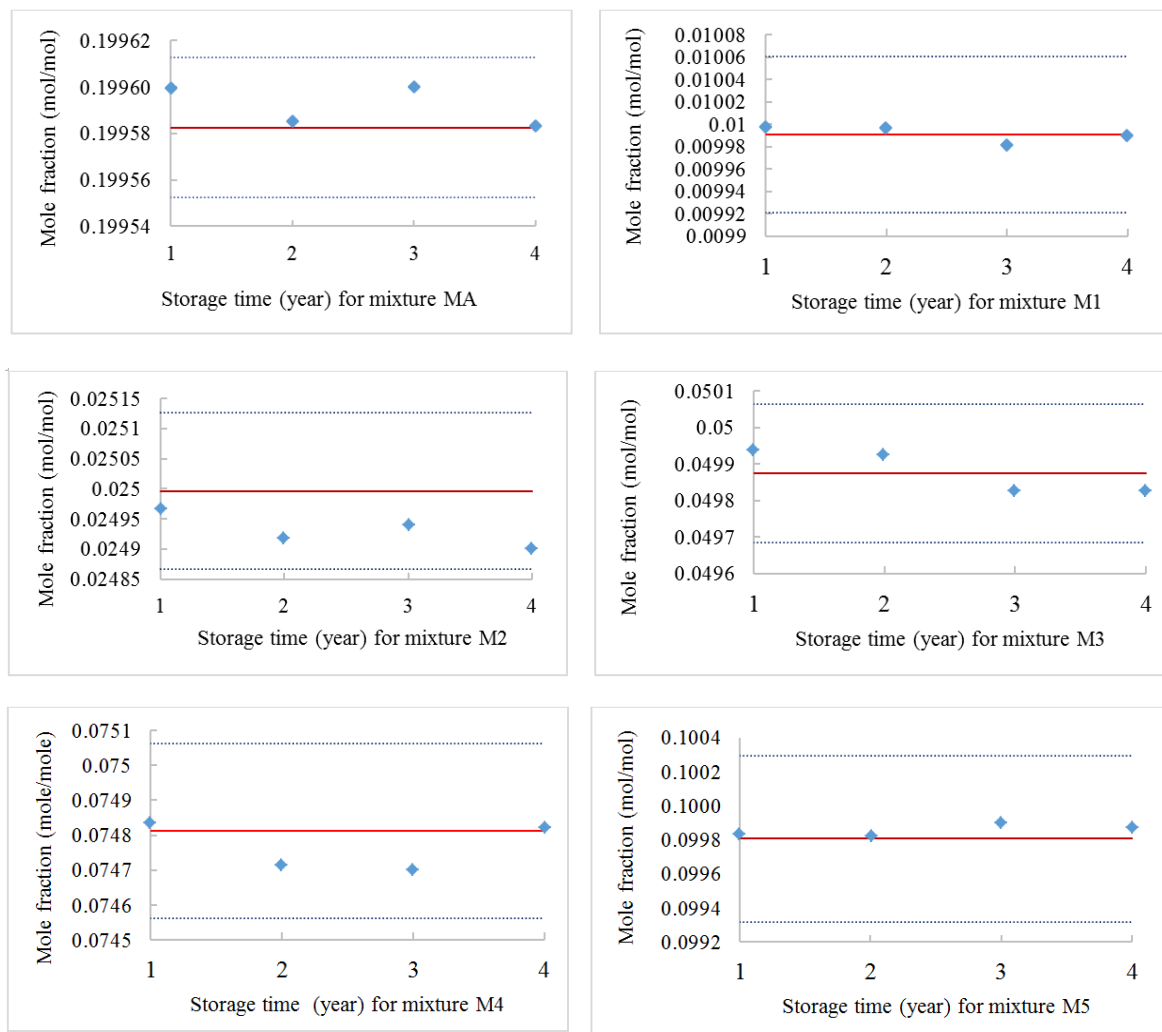 Mole fraction (mol/mol)
0.19962
0.19960
0.19958
0.19956
0.19954
1 2 3 4
Storage time (year) for mixture MA
Mole fraction (mol/mol)
0.01008
0.01006
0.01004
0.01002
0.01
0.00998
0.00996
0.00994
0.00992
0.0099
1 2 3 4
Storage time (year) for mixture M1
Mole fraction (mol/mol)
0.02515
0.0251
0.02505
0.025
0.02495
0.0249
0.02485
1 2 3 4
Storage time (year) for mixture M2
Mole fraction (mol/mol)
0.0501
0.05
0.0499
0.0498
0.0497
0.0496
1 2 3 4
Storage time (year) for mixture M3
Mole fraction (mole/mole)
0.0751
0.075
0.0749
0.0748
0.0747
0.0746
0.0745
1 2 3 4
Storage time (year) for mixture M4
Mole fraction (mol/mol)
0.1004
0.1002
0.1000
0.0998
0.0996
0.0994
0.0992
1 2 3 4
Storage time (year) for mixture M5